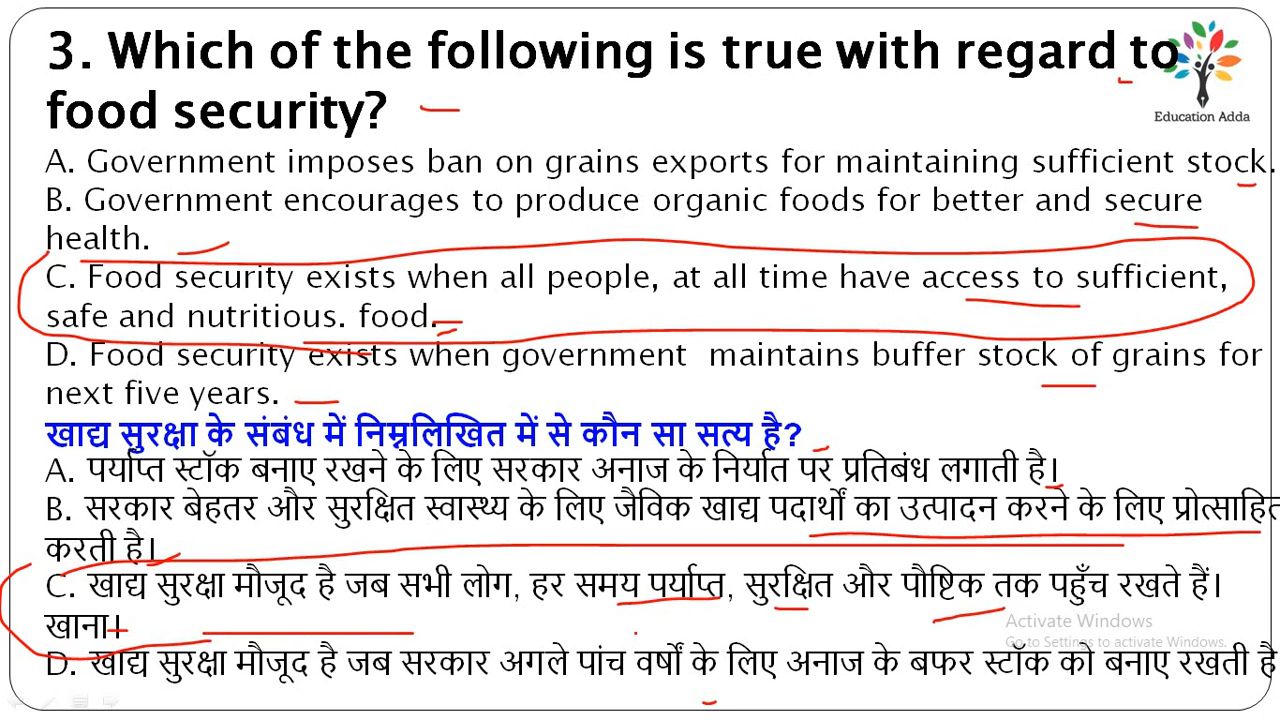 3. Which of the following is true with regard to
food security?
Education Adda
A. Government imposes ban on grains exports for maintaining sufficient stock.
B. Government encourages to produce organic foods for better and secure
health.
C. Food security exists when all people, at all time have access to sufficient,
safe and nutritious. food.
D. Food security exists when government maintains buffer stock of grains for
next five years.
खाद्य सुरक्षा के संबंध में निम्नलिखित में से कौन सा सत्य है?
A. पर्याप्त स्टॉक बनाए रखने के लिए सरकार अनाज के निर्यात पर प्रतिबंध लगाती है।
B. सरकार बेहतर और सुरक्षित स्वास्थ्य के लिए जैविक खाद्य पदार्थों का उत्पादन करने के लिए प्रोत्साहित
करती है।
C. खाद्य सुरक्षा मौजूद है जब सभी लोग, हर समय पर्याप्त, सुरक्षित और पौष्टिक तक पहुँच रखते हैं।
खाना।
Activate Windows
Go to Settings to activate Windows.
D. खाद्य सुरक्षा मौजूद है जब सरकार अगले पांच वर्षों के लिए अनाज के बफर स्टॉक को बनाए रखती है